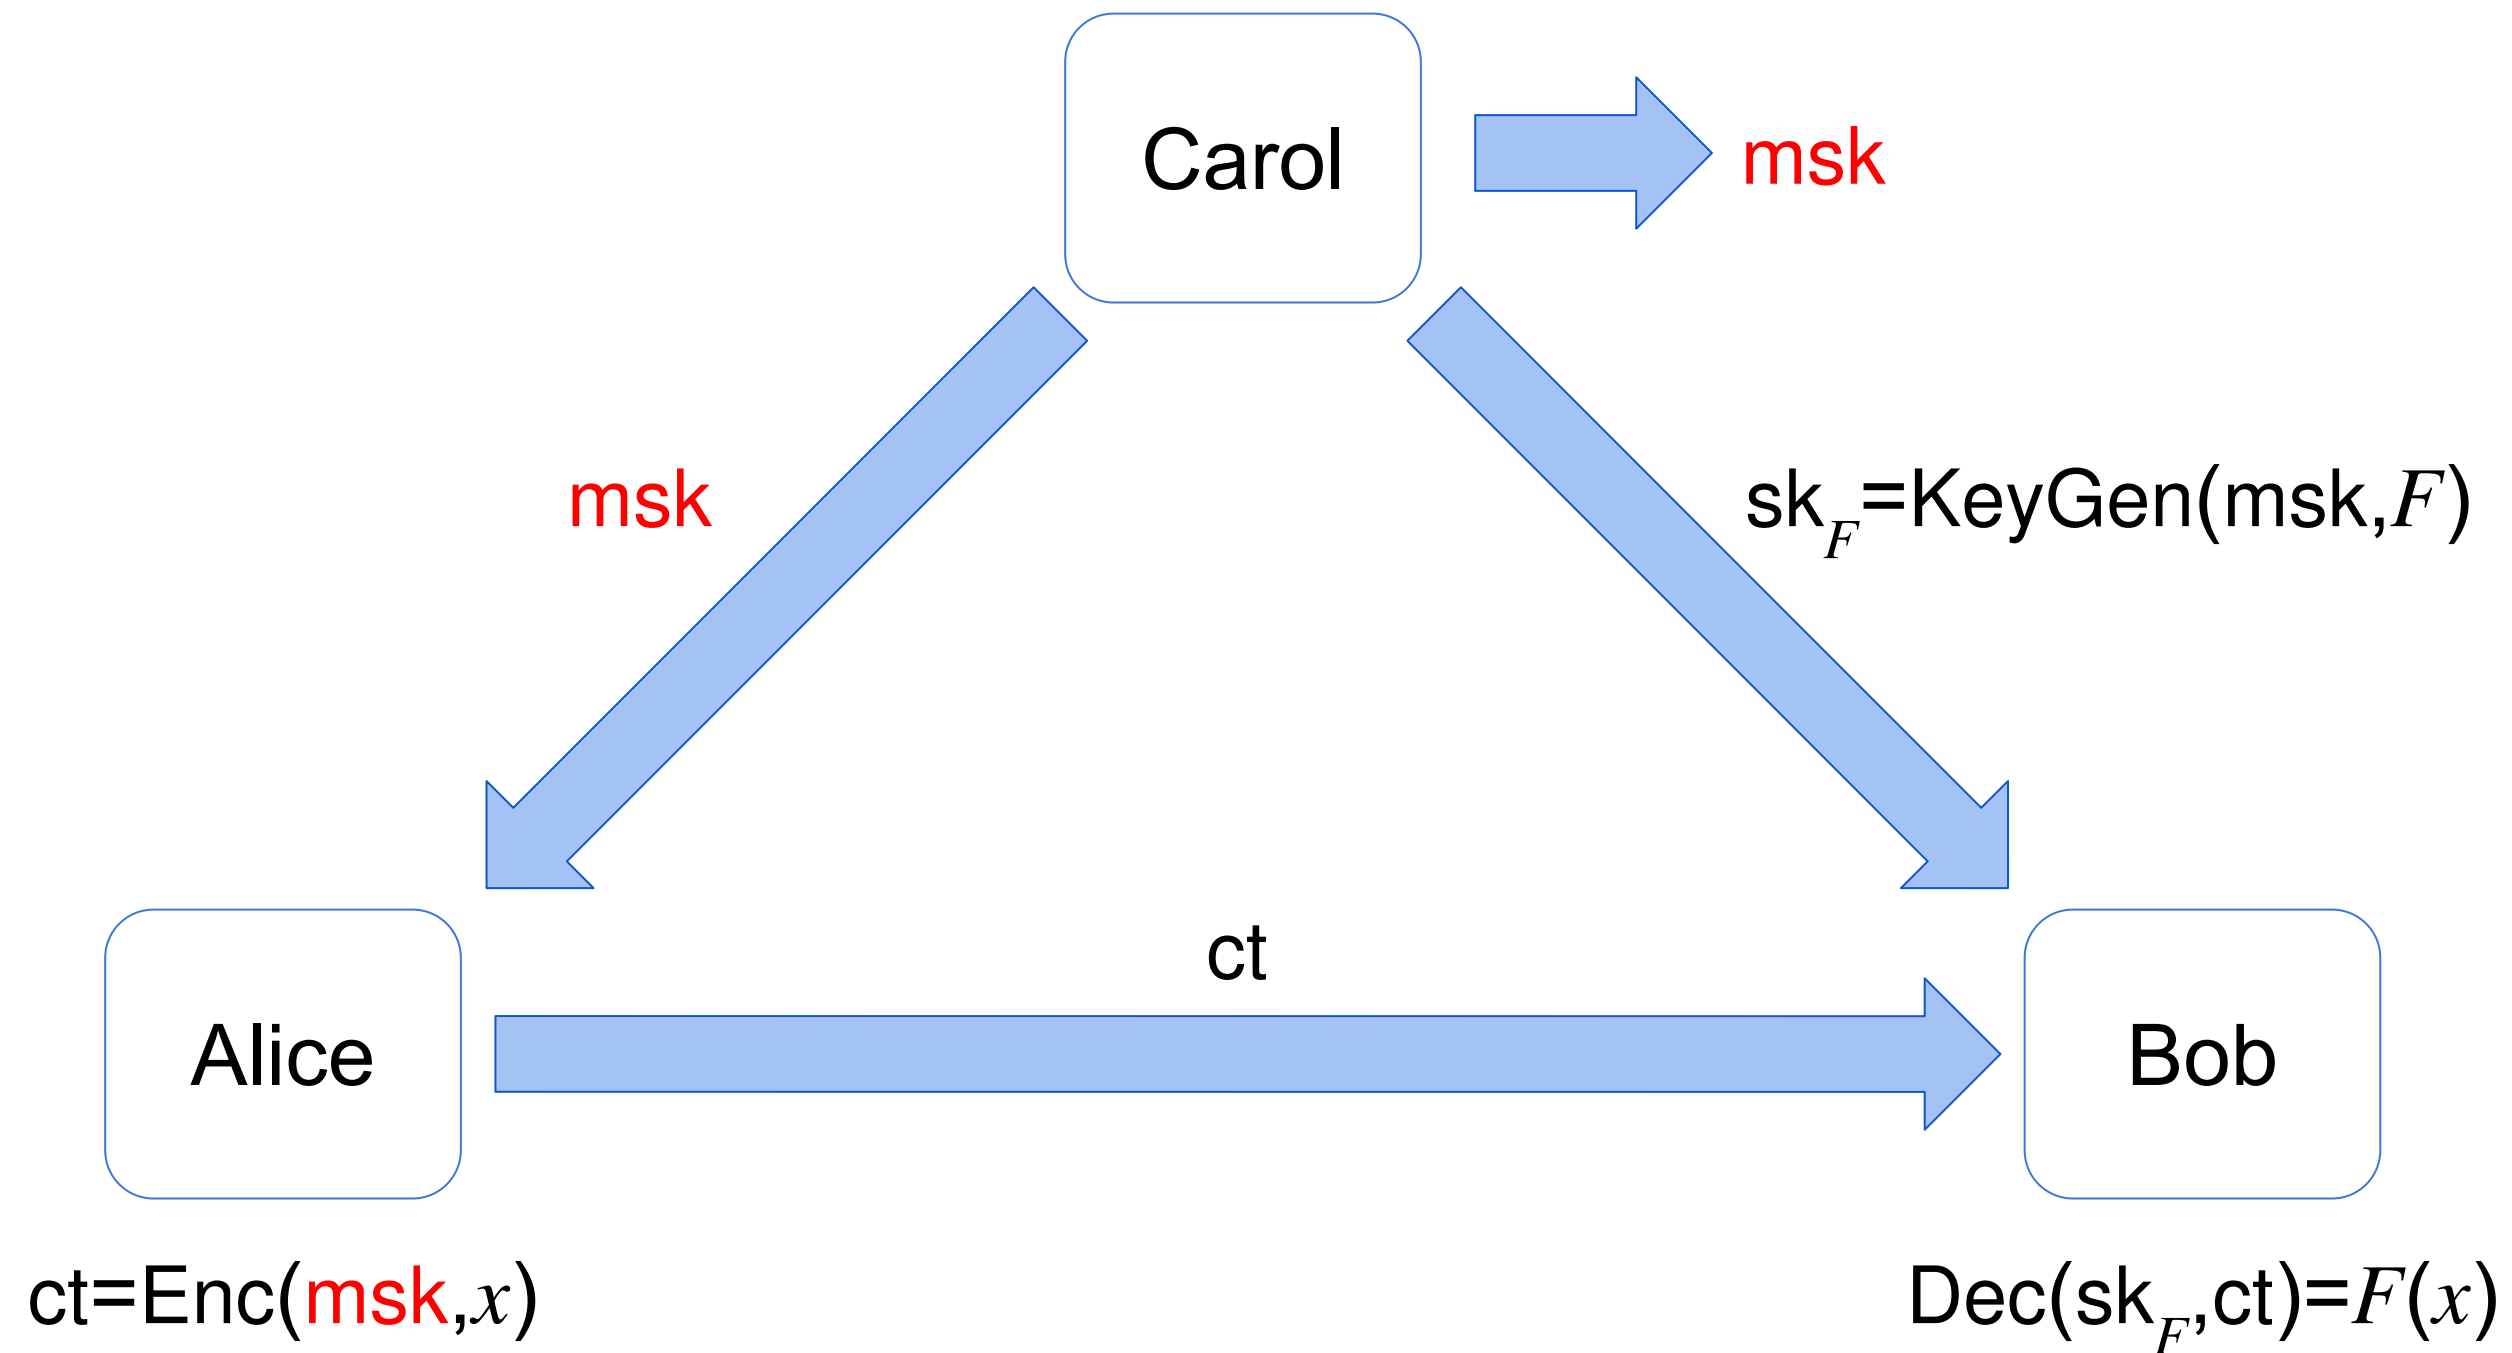 Carol
msk
msk
sk_F=KeyGen(msk,F)
ct
Alice
Bob
ct=Enc(msk,x)
Dec(sk_F,ct)=F(x)